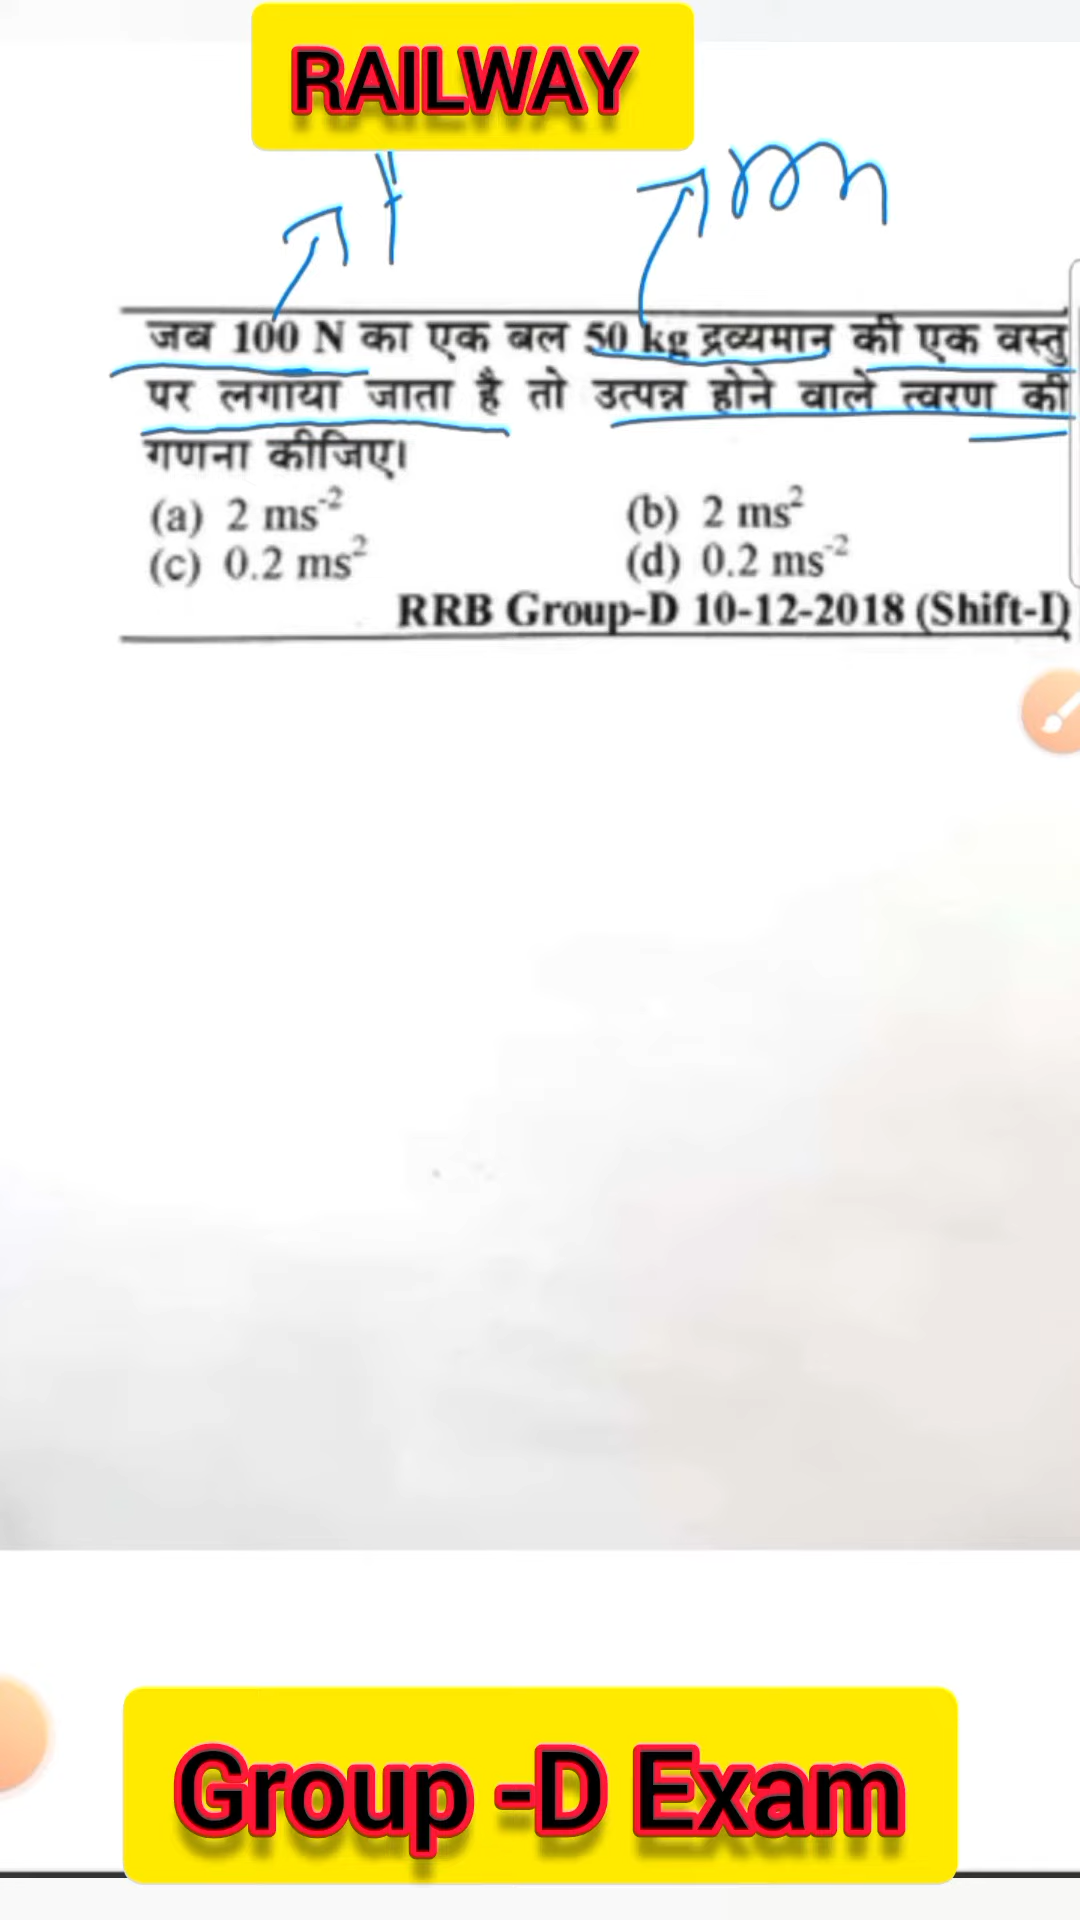 RAILWAY
m
जब 100 N का एक बल 50 kg द्रव्यमान की एक वस्तु
पर लगाया जाता है तो उत्पन्न होने वाले त्वरण की
गणना कीजिए।
(a) 2 ms⁻² (b) 2 ms²
(c) 0.2 ms² (d) 0.2 ms⁻²
RRB Group-D 10-12-2018 (Shift-I)
Group -D Exam